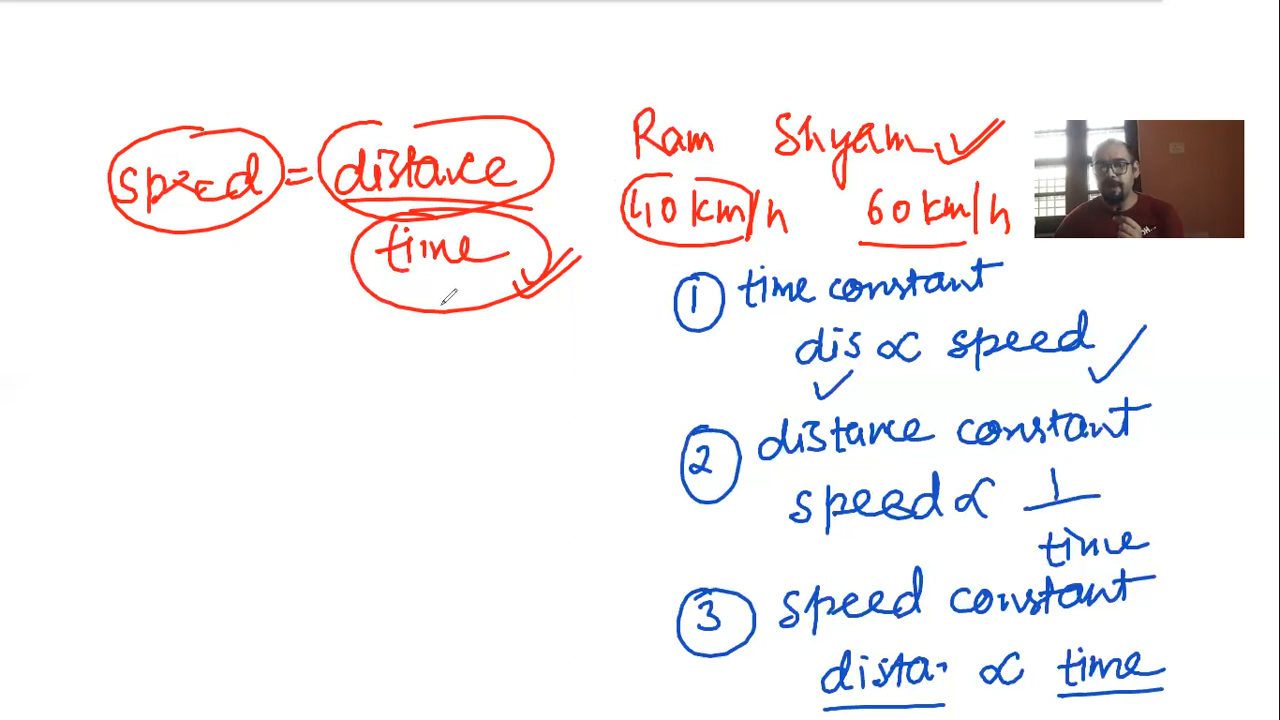 speed = distance
time
Ram Shyam
40 km/h 60 km/h
1 time constant
dis ∝ speed
2 distance constant
speed ∝ 1
time
3 speed constant
dista ∝ time